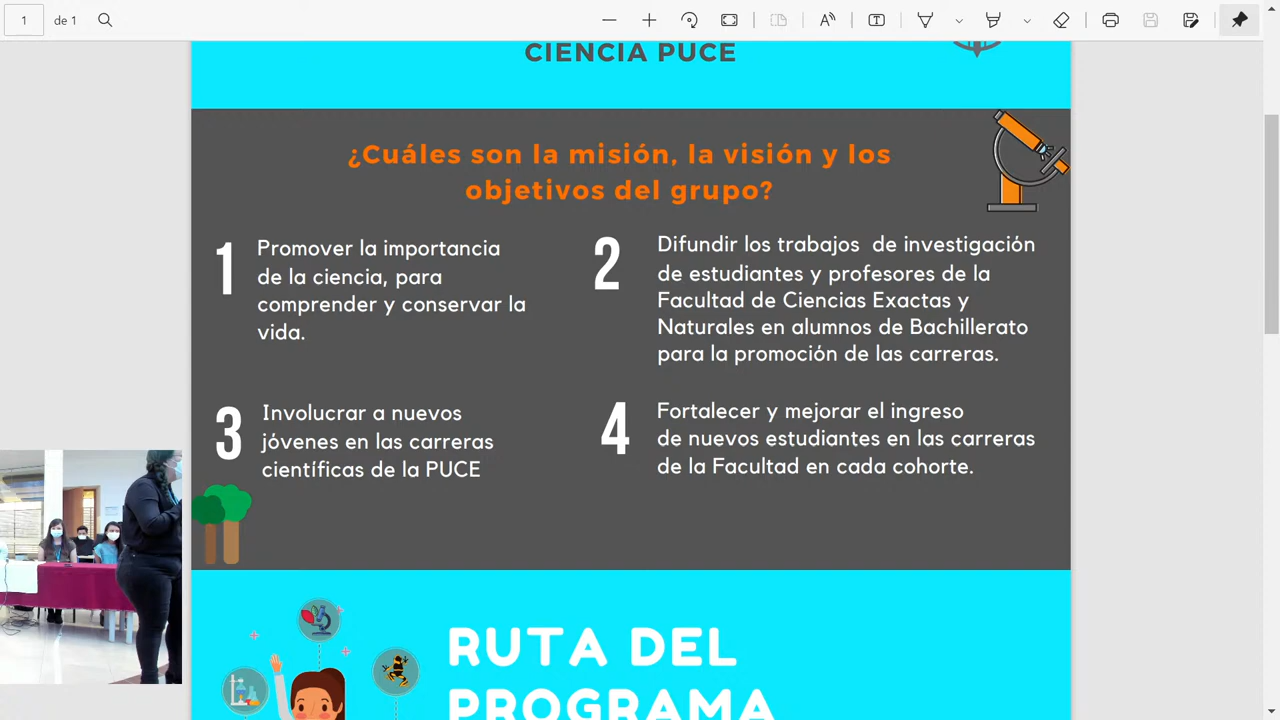 1
de 1
CIENCIA PUCE
¿Cuáles son la misión, la visión y los
objetivos del grupo?
1
Promover la importancia
de la ciencia, para
comprender y conservar la
vida.
2
Difundir los trabajos de investigación
de estudiantes y profesores de la
Facultad de Ciencias Exactas y
Naturales en alumnos de Bachillerato
para la promoción de las carreras.
3
Involucrar a nuevos
jóvenes en las carreras
científicas de la PUCE
4
Fortalecer y mejorar el ingreso
de nuevos estudiantes en las carreras
de la Facultad en cada cohorte.
RUTA DEL
PROGRAMA